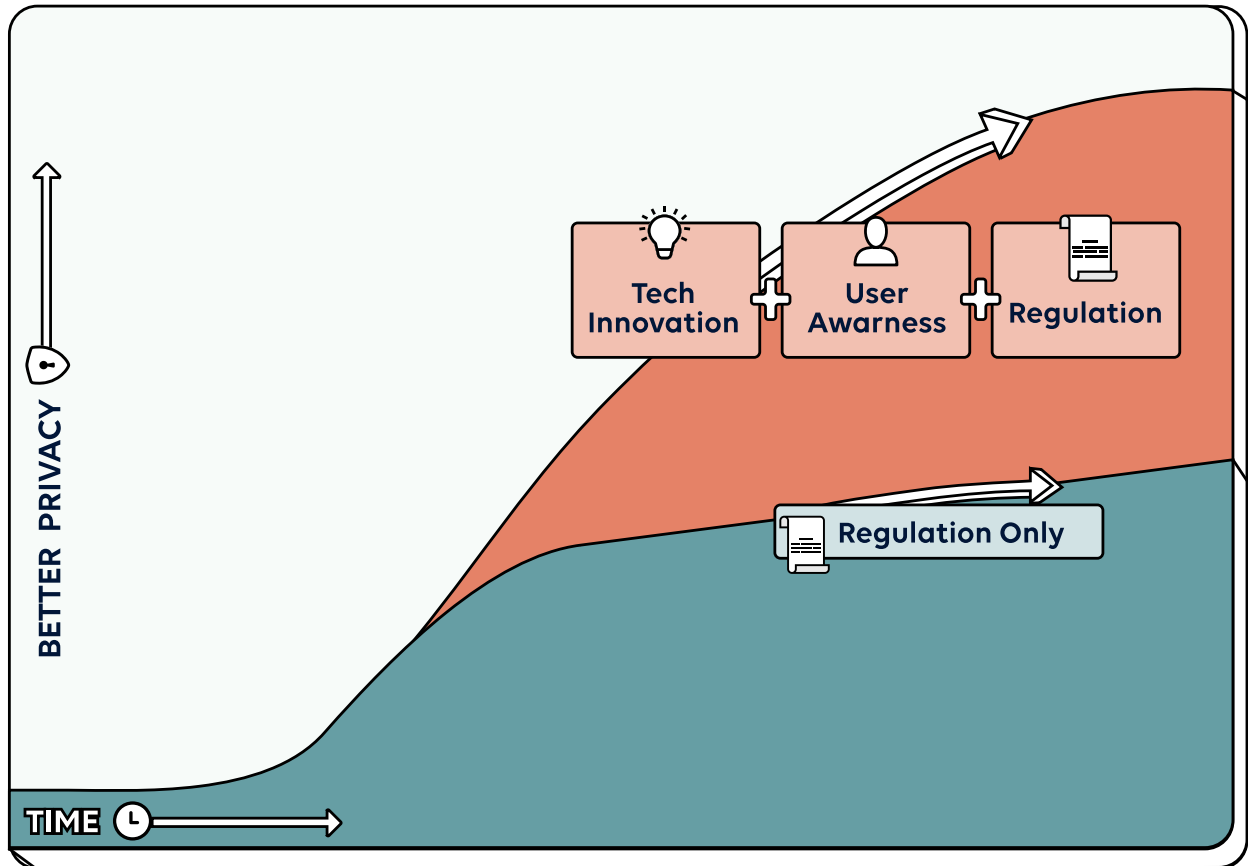 Tech
Innovation
User
Awarness
Regulation
BETTER PRIVACY
Regulation Only
TIME